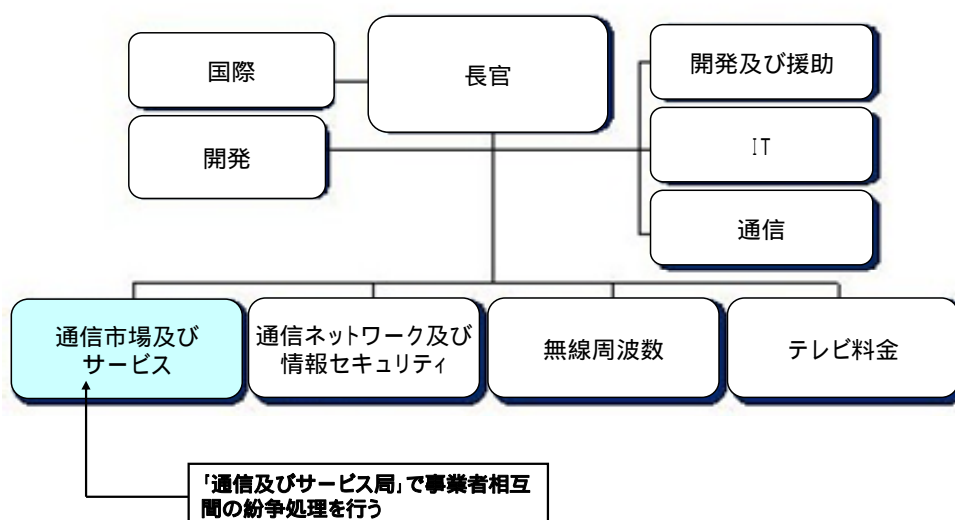 国際
長官
開発及び援助
開発
IT
通信
通信市場及び
サービス
通信ネットワーク及び
情報セキュリティ
無線周波数
テレビ料金
「通信及びサービス局」で事業者相互
間の紛争処理を行う